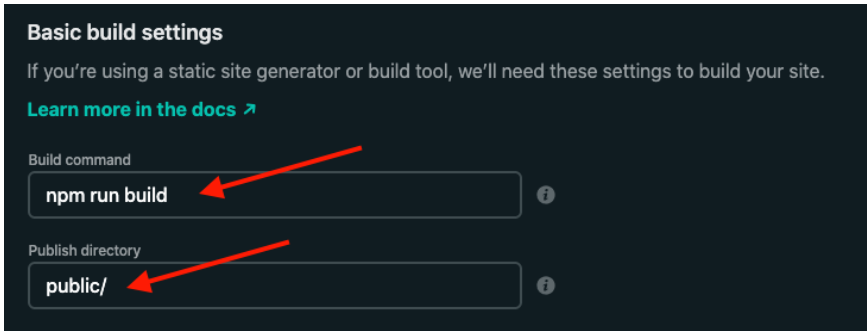 Basic build settings
If you’re using a static site generator or build tool, we’ll need these settings to build your site.
Learn more in the docs ↗
Build command
npm run build
Publish directory
public/